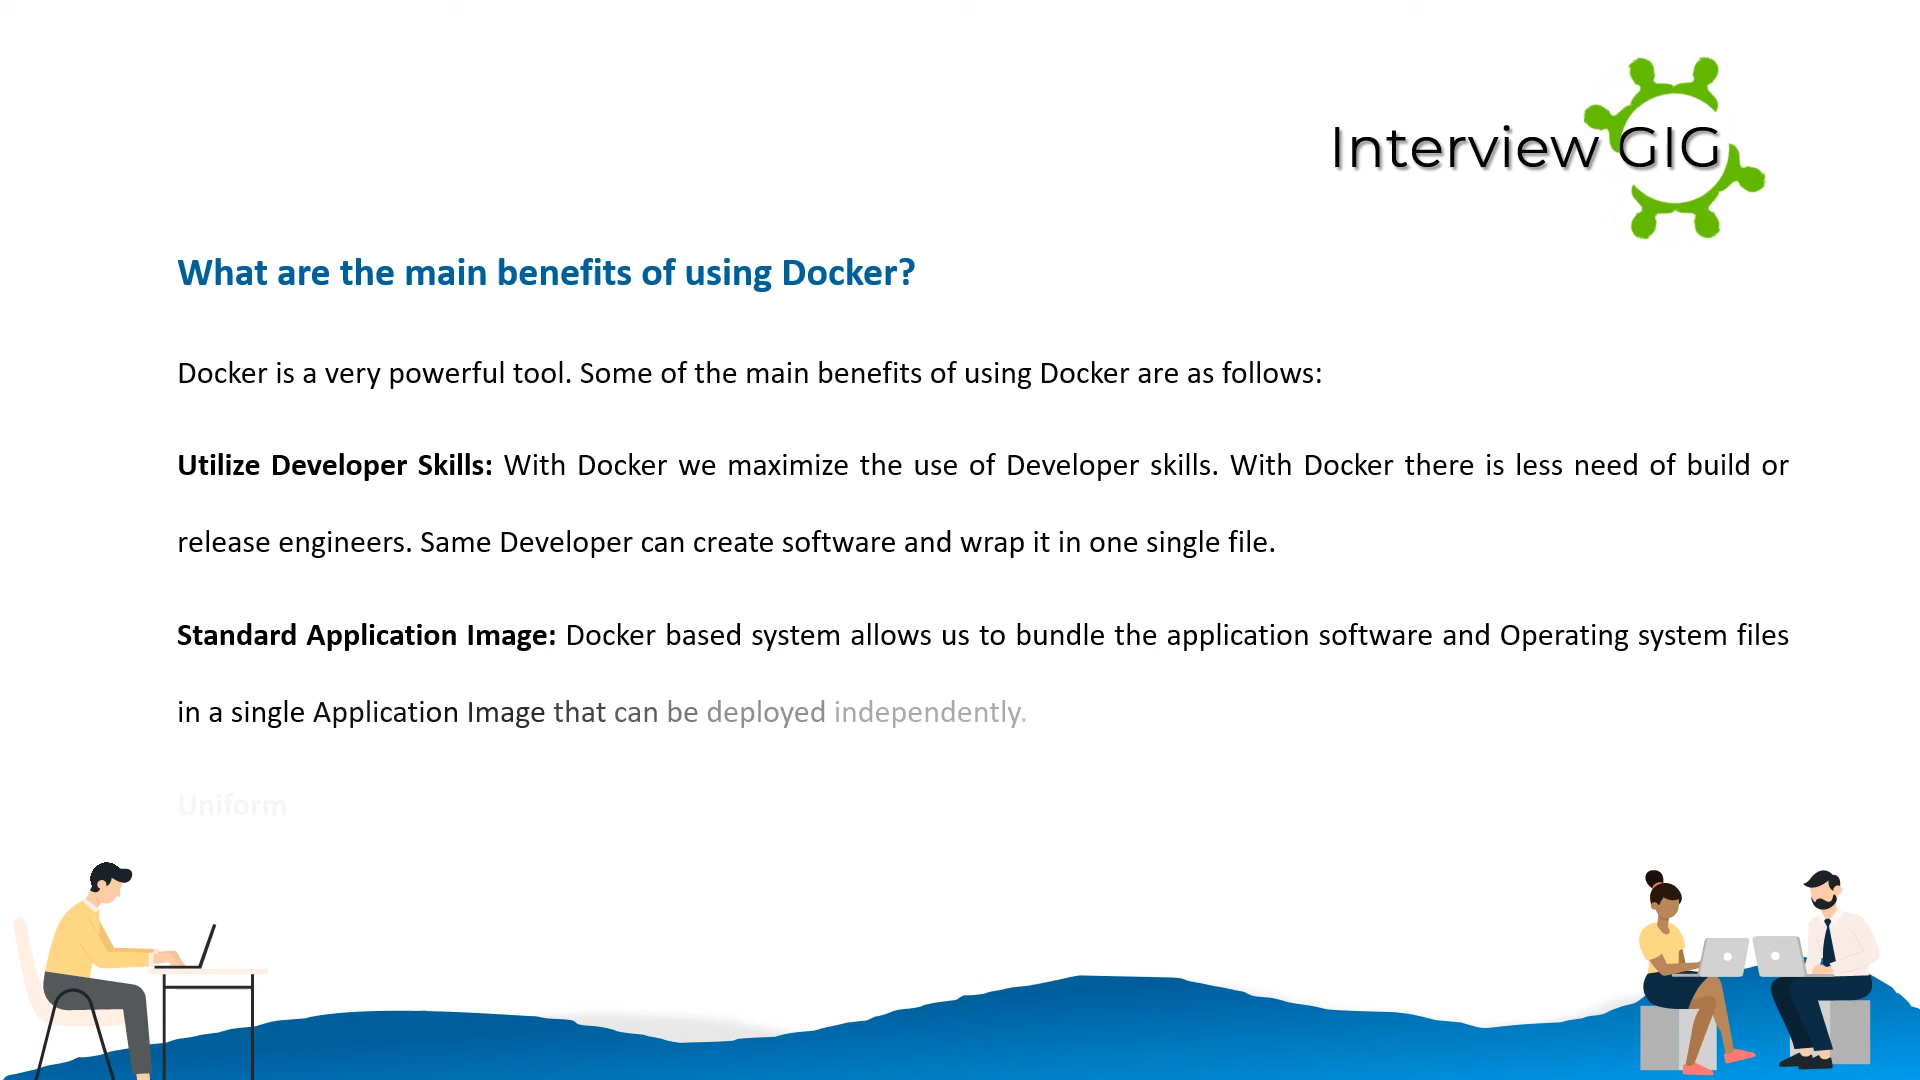 Interview GIG
What are the main benefits of using Docker?
Docker is a very powerful tool. Some of the main benefits of using Docker are as follows:
Utilize Developer Skills: With Docker we maximize the use of Developer skills. With Docker there is less need of build or
release engineers. Same Developer can create software and wrap it in one single file.
Standard Application Image: Docker based system allows us to bundle the application software and Operating system files
in a single Application Image that can be deployed independently.
Uniform